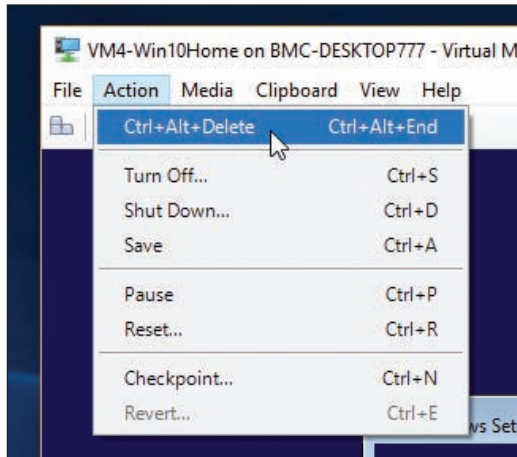 VM4-Win10Home on BMC-DESKTOP777 - Virtual M
File Action Media Clipboard View Help
Ctrl+Alt+Delete Ctrl+Alt+End
Turn Off... Ctrl+S
Shut Down... Ctrl+D
Save Ctrl+A
Pause Ctrl+P
Reset... Ctrl+R
Checkpoint... Ctrl+N
Revert... Ctrl+E
ws Set